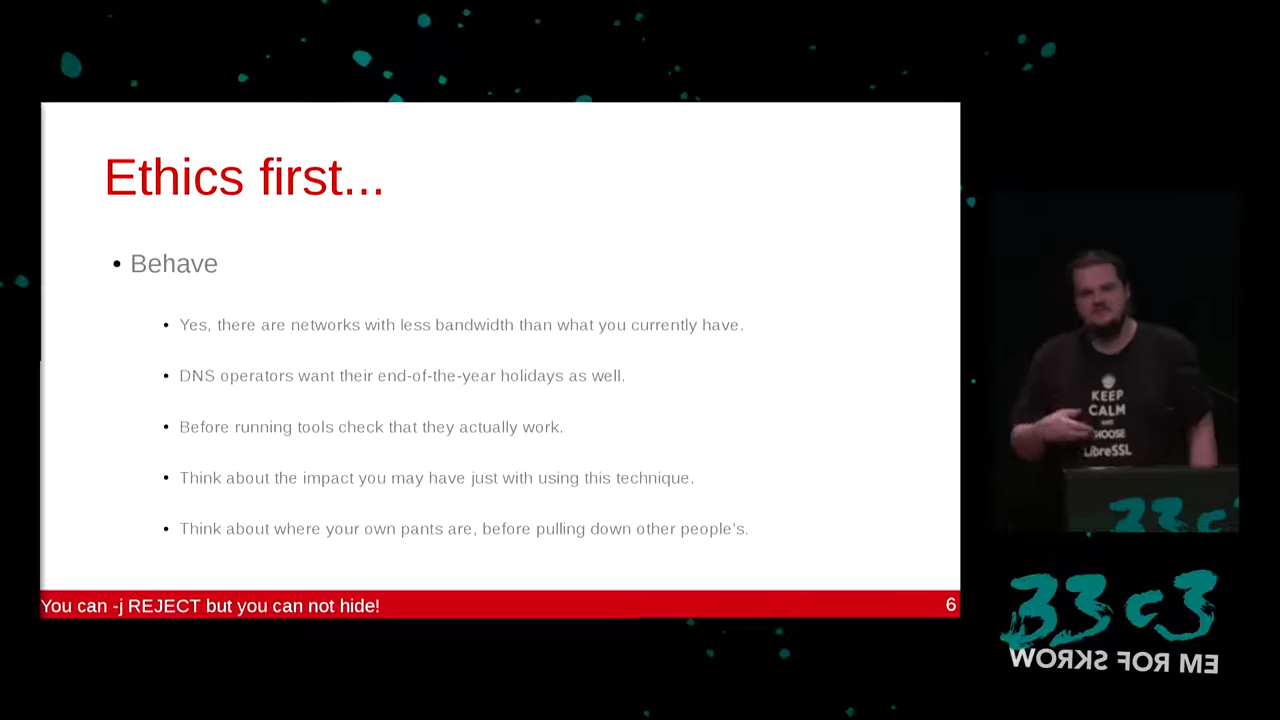 Ethics first...
• Behave
• Yes, there are networks with less bandwidth than what you currently have.
• DNS operators want their end-of-the-year holidays as well.
• Before running tools check that they actually work.
• Think about the impact you may have just with using this technique.
• Think about where your own pants are, before pulling down other people's.
You can -j REJECT but you can not hide!
6
KEEP
CALM
AND
CHOOSE
LibreSSL
33c3
33c3
WORKS FOR ME